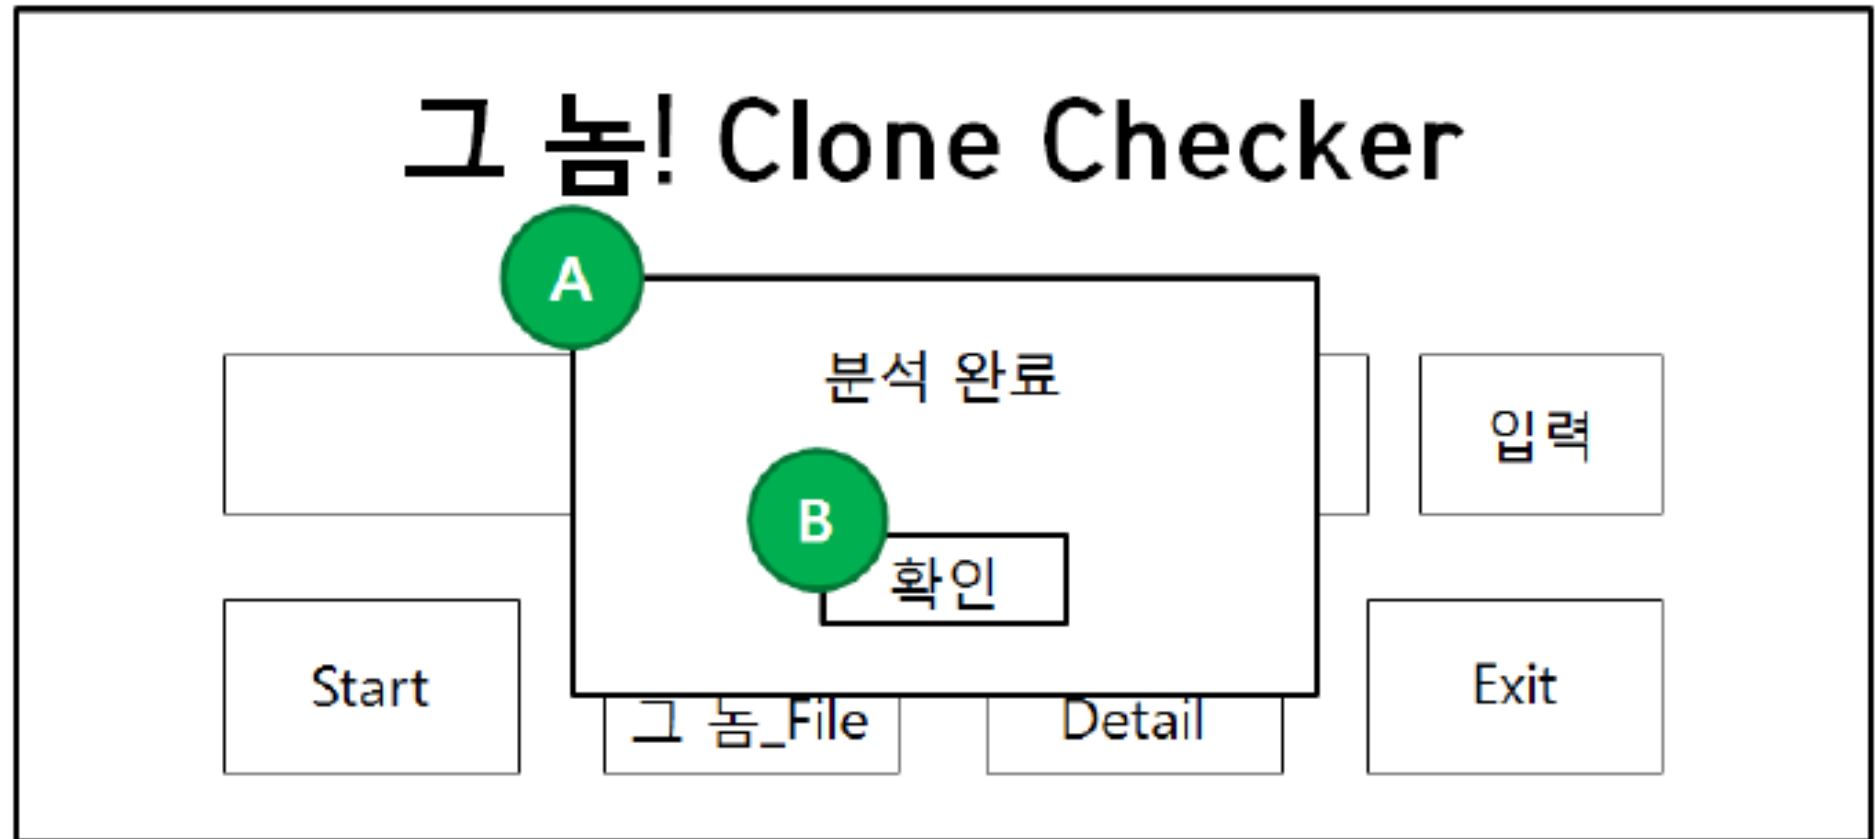 그 놈! Clone Checker
A
분석 완료
입력
B
확인
Start
그 놈_File
Detail
Exit